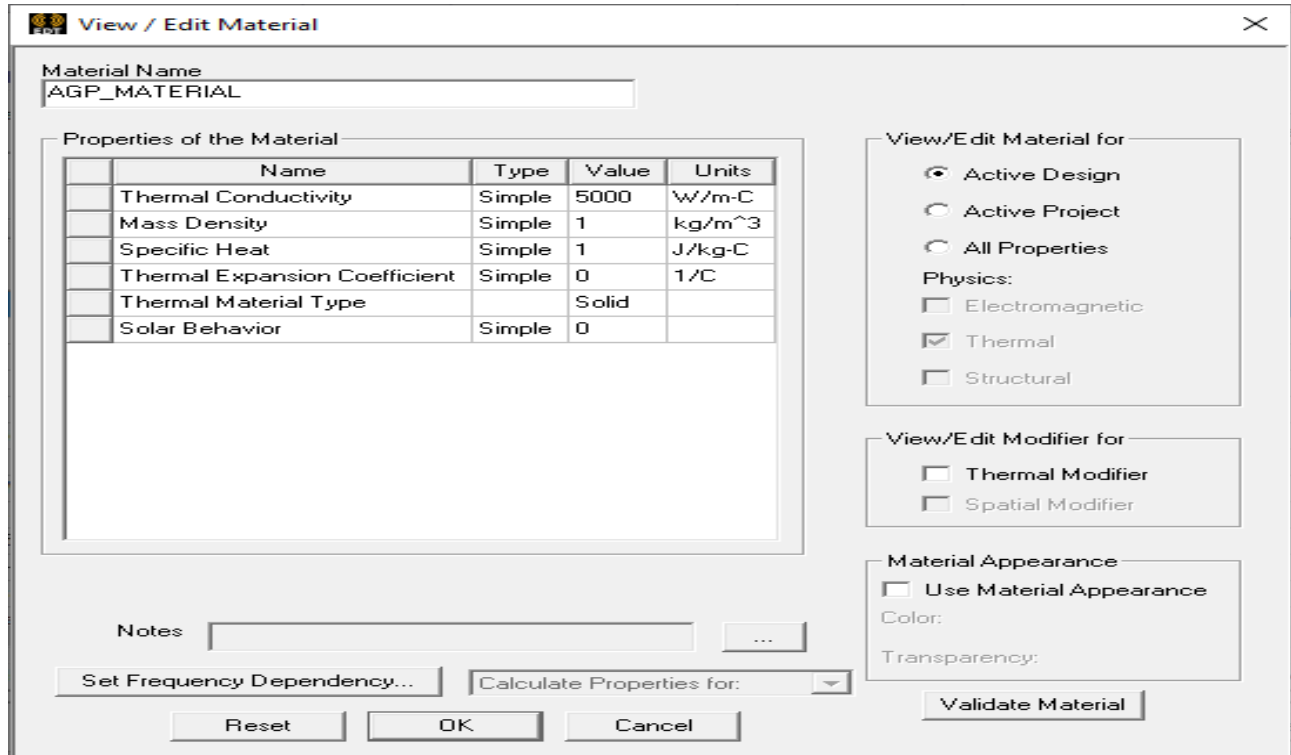 EDT View / Edit Material
Material Name
AGP_MATERIAL
Properties of the Material
Name Type Value Units
Thermal Conductivity Simple 5000 W/m-C
Mass Density Simple 1 kg/m^3
Specific Heat Simple 1 J/kg-C
Thermal Expansion Coefficient Simple 0 1/C
Thermal Material Type Solid
Solar Behavior Simple 0
View/Edit Material for
Active Design
Active Project
All Properties
Physics:
Electromagnetic
Thermal
Structural
View/Edit Modifier for
Thermal Modifier
Spatial Modifier
Material Appearance
Use Material Appearance
Color:
Transparency:
Notes ...
Set Frequency Dependency... Calculate Properties for:
Validate Material
Reset OK Cancel